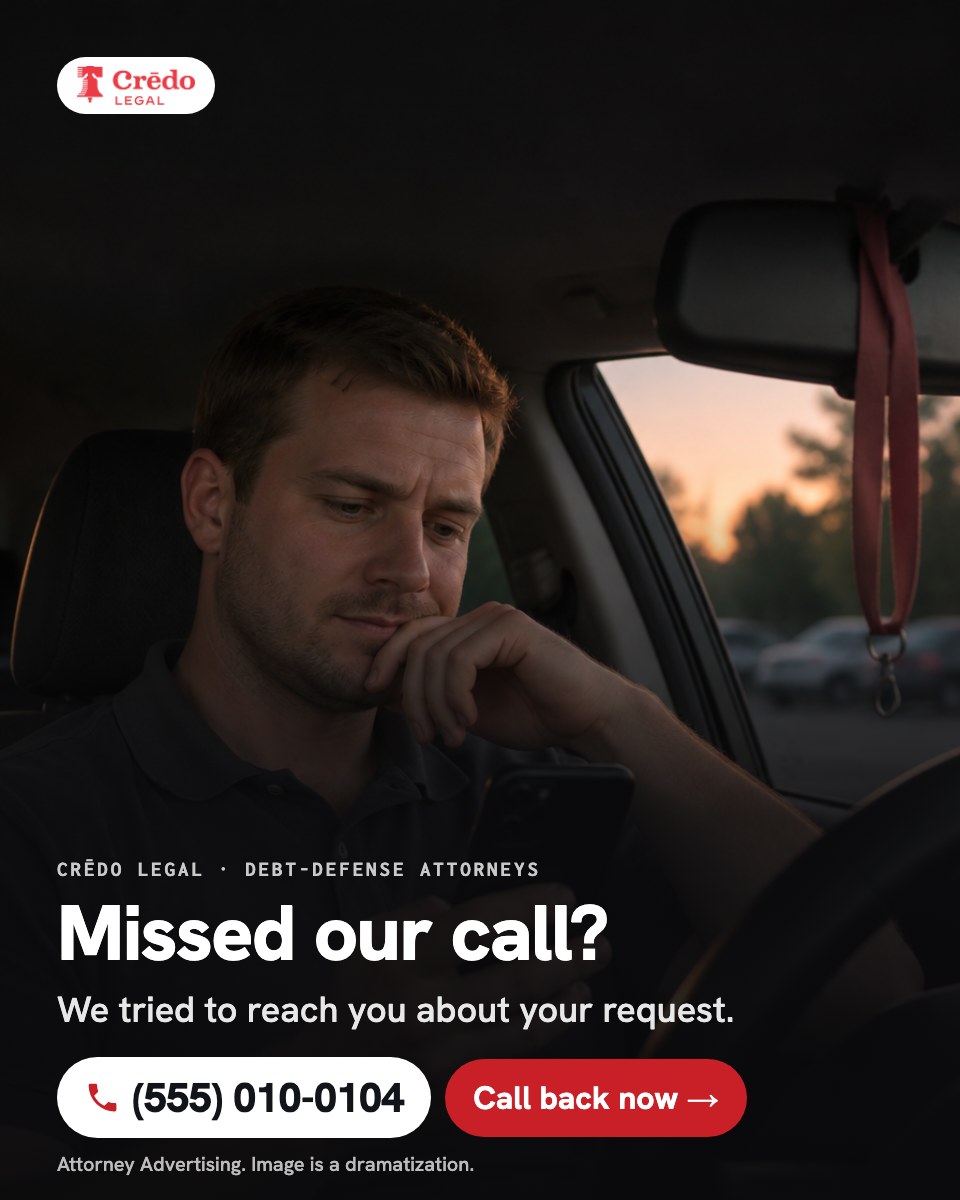 Crēdo
LEGAL
CRĒDO LEGAL · DEBT-DEFENSE ATTORNEYS
Missed our call?
We tried to reach you about your request.
(555) 010-0104
Call back now →
Attorney Advertising. Image is a dramatization.